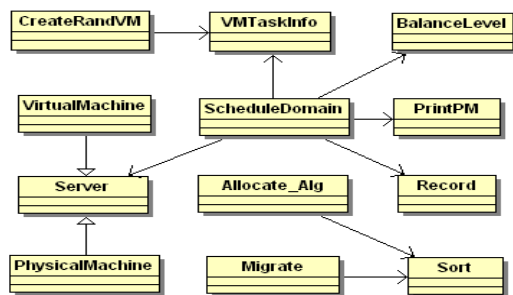 CreateRandVM
VMTaskInfo
BalanceLevel
VirtualMachine
ScheduleDomain
PrintPM
Server
Allocate_Alg
Record
PhysicalMachine
Migrate
Sort